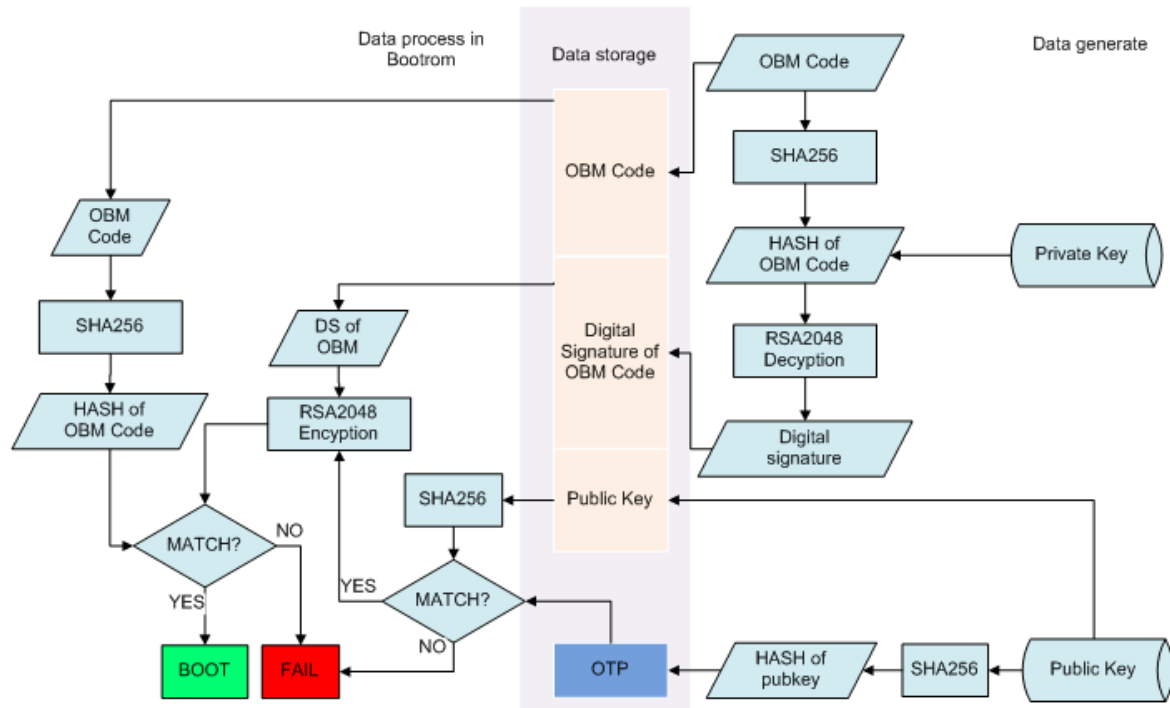 Data process in
Bootrom
Data storage
Data generate
OBM Code
SHA256
HASH of
OBM Code
Private Key
RSA2048
Decyption
Digital
signature
OBM Code
Digital
Signature of
OBM Code
Public Key
OTP
OBM
Code
SHA256
HASH of
OBM Code
DS of
OBM
RSA2048
Encyption
SHA256
MATCH?
YES
NO
MATCH?
NO
YES
BOOT
FAIL
HASH of
pubkey
SHA256
Public Key